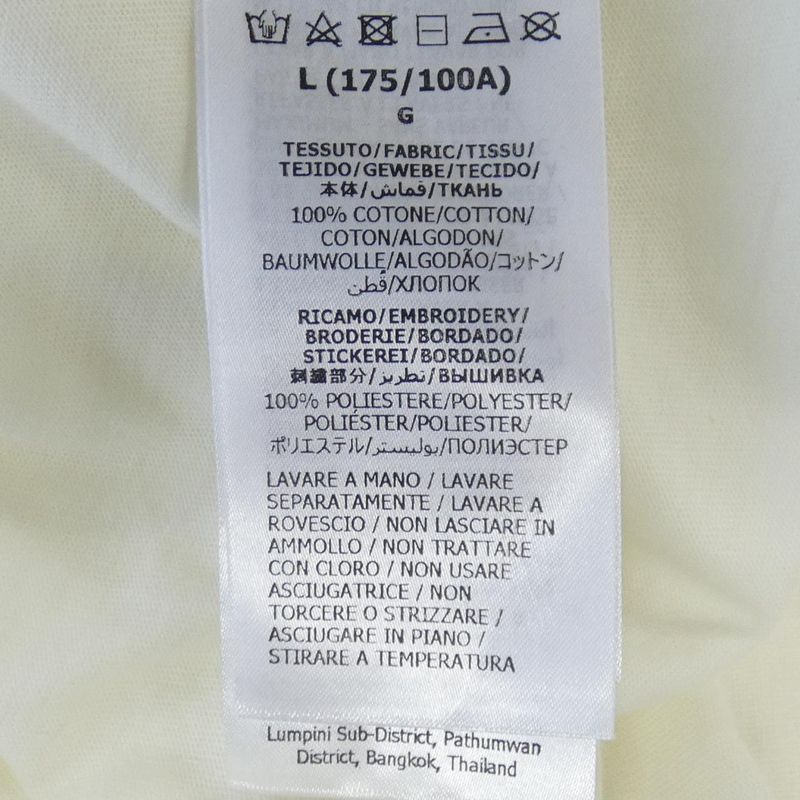 L (175/100A)
G
TESSUTO/FABRIC/TISSU/
TEJIDO/GEWEBE/TECIDO/
本体/قماش/ТКАНЬ
100% COTONE/COTTON/
COTON/ALGODON/
BAUMWOLLE/ALGODÃO/コットン/
قُطن/ХЛОПОК
RICAMO/EMBROIDERY/
BRODERIE/BORDADO/
STICKEREI/BORDADO/
刺繍部分/تطريز/ВЫШИВКА
100% POLIESTERE/POLYESTER/
POLIÉSTER/POLIESTER/
ポリエステル/بوليستر/ПОЛИЭСТЕР
LAVARE A MANO / LAVARE
SEPARATAMENTE / LAVARE A
ROVESCIO / NON LASCIARE IN
AMMOLLO / NON TRATTARE
CON CLORO / NON USARE
ASCIUGATRICE / NON
TORCERE O STRIZZARE /
ASCIUGARE IN PIANO /
STIRARE A TEMPERATURA
Lumpini Sub-District, Pathumwan
District, Bangkok, Thailand